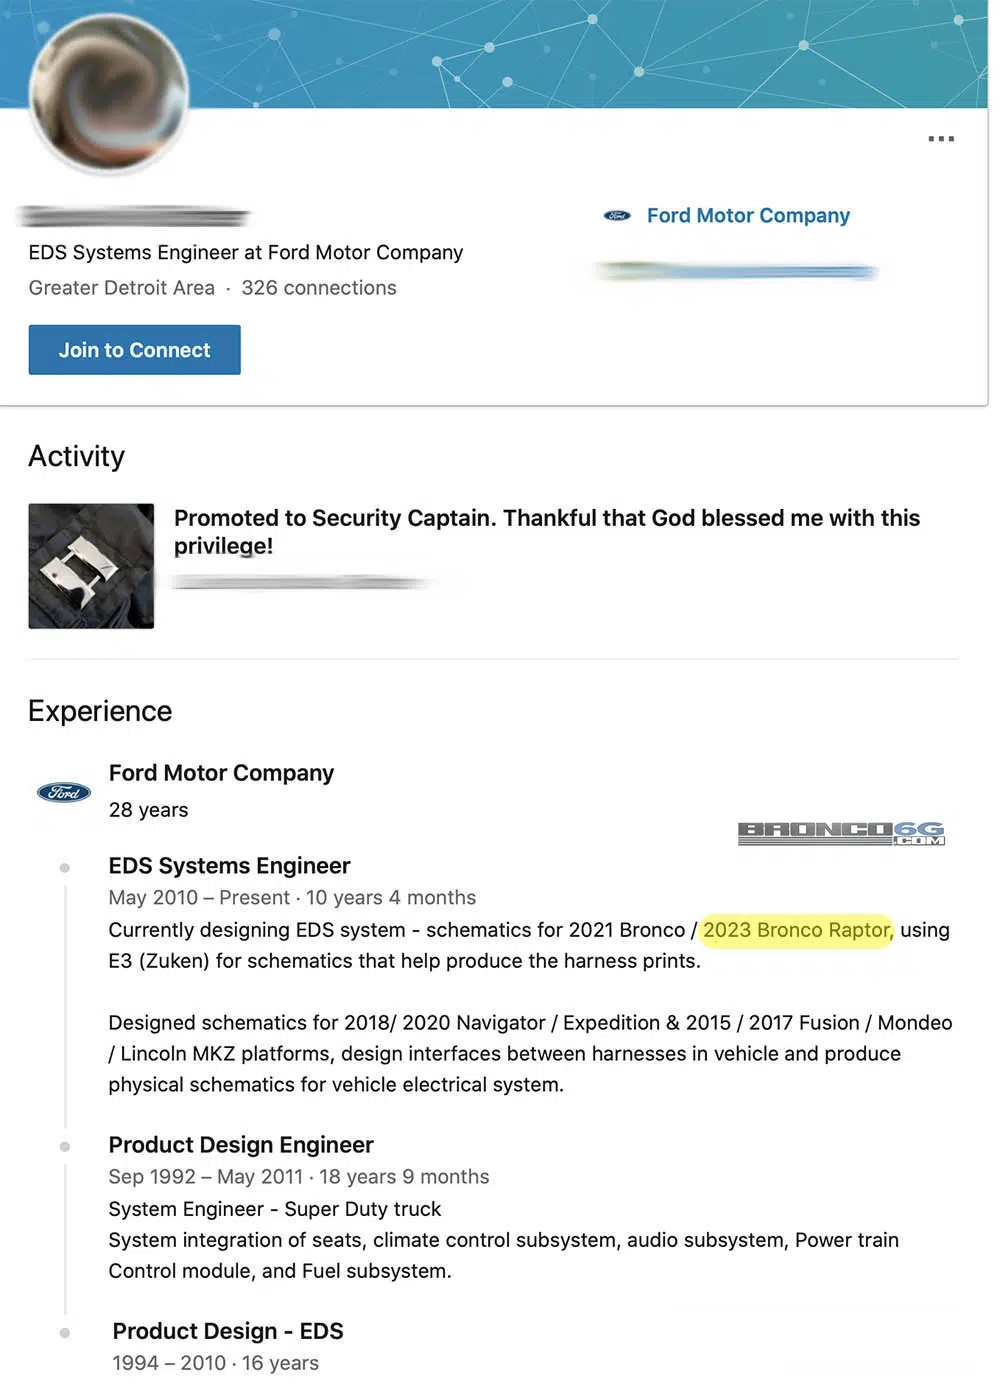 EDS Systems Engineer at Ford Motor Company
Greater Detroit Area · 326 connections
Join to Connect
Ford
Ford Motor Company
Activity
Promoted to Security Captain. Thankful that God blessed me with this
privilege!
Experience
Ford
Ford Motor Company
28 years
BRONCO6G
.COM
EDS Systems Engineer
May 2010 – Present · 10 years 4 months
Currently designing EDS system - schematics for 2021 Bronco / 2023 Bronco Raptor, using
E3 (Zuken) for schematics that help produce the harness prints.
Designed schematics for 2018/ 2020 Navigator / Expedition & 2015 / 2017 Fusion / Mondeo
/ Lincoln MKZ platforms, design interfaces between harnesses in vehicle and produce
physical schematics for vehicle electrical system.
Product Design Engineer
Sep 1992 – May 2011 · 18 years 9 months
System Engineer - Super Duty truck
System integration of seats, climate control subsystem, audio subsystem, Power train
Control module, and Fuel subsystem.
Product Design - EDS
1994 – 2010 · 16 years